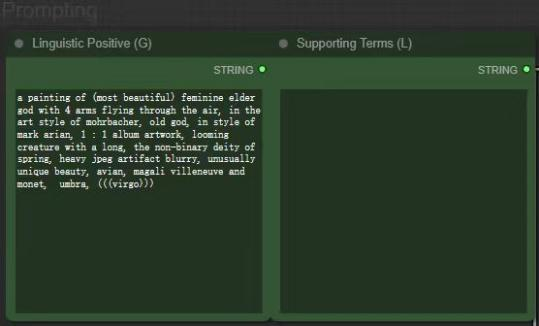 Prompting
Linguistic Positive (G)
Supporting Terms (L)
STRING
STRING
a painting of (most beautiful) feminine elder
god with 4 arms flying through the air, in the
art style of mohrbacher, old god, in style of
mark arian, 1 : 1 album artwork, looming
creature with a long, the non-binary deity of
spring, heavy jpeg artifact blurry, unusually
unique beauty, avian, magali villeneuve and
monet,  umbra, (((virgo)))